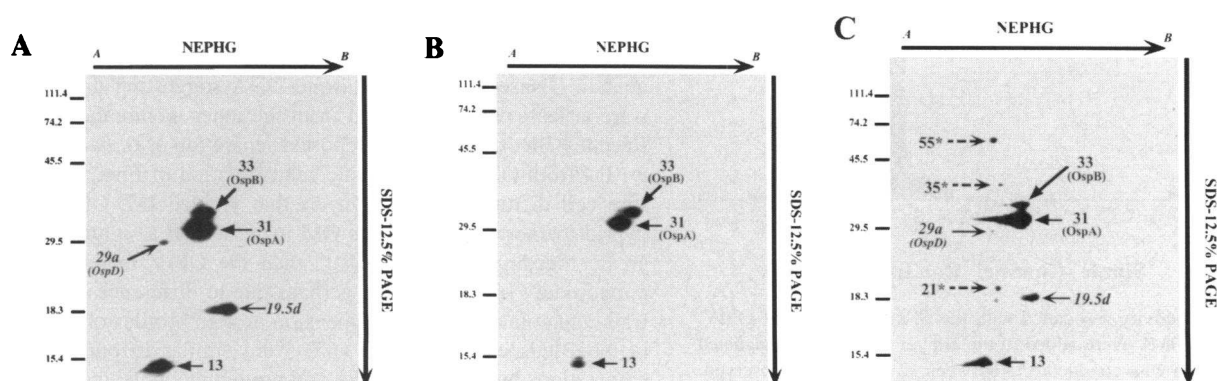 A
NEPHG
A
B
111.4
74.2
45.5
29.5
18.3
15.4
33
(OspB)
31
(OspA)
29a
(OspD)
19.5d
13
SDS-12.5% PAGE
B
NEPHG
A
B
111.4
74.2
45.5
29.5
18.3
15.4
33
(OspB)
31
(OspA)
13
SDS-12.5% PAGE
C
NEPHG
A
B
111.4
74.2
45.5
29.5
18.3
15.4
55*
35*
33
(OspB)
31
(OspA)
29a
(OspD)
21*
19.5d
13
SDS-12.5% PAGE